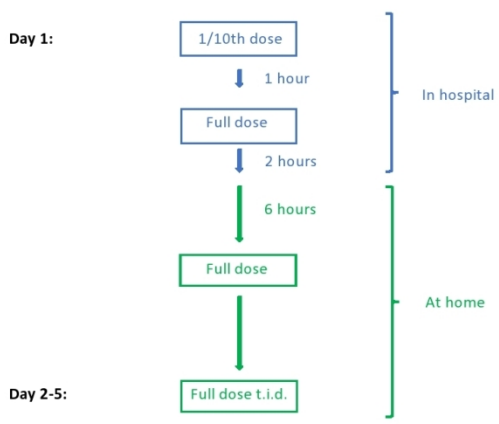 Day 1:
1/10th dose
1 hour
In hospital
Full dose
2 hours
6 hours
Full dose
At home
Day 2-5:
Full dose t.i.d.